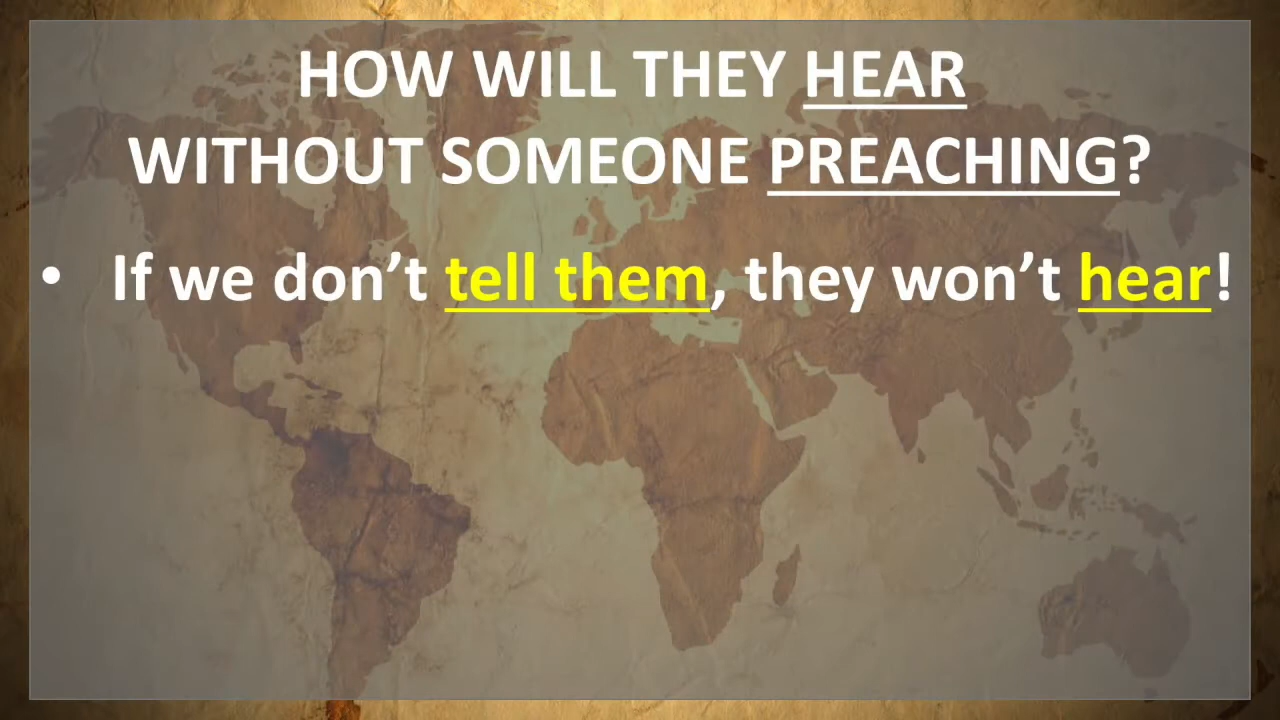 HOW WILL THEY HEAR
WITHOUT SOMEONE PREACHING?
• If we don’t tell them, they won’t hear!